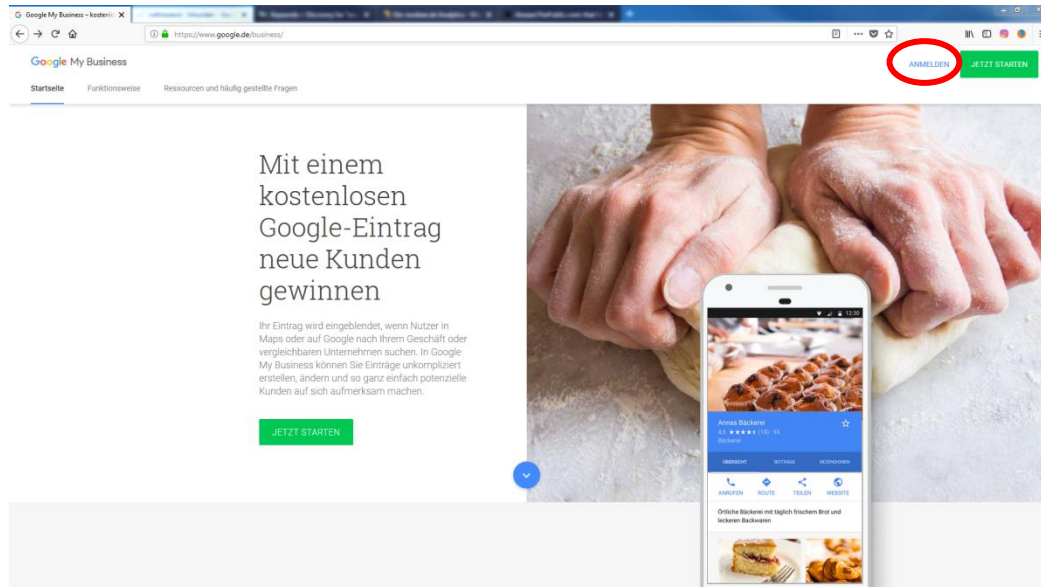 Google My Business – kostenlo
https://www.google.de/business/
Google My Business
ANMELDEN
JETZT STARTEN
Startseite Funktionsweise Ressourcen und häufig gestellte Fragen
Mit einem
kostenlosen
Google-Eintrag
neue Kunden
gewinnen
Ihr Eintrag wird eingeblendet, wenn Nutzer in
Maps oder auf Google nach Ihrem Geschäft oder
vergleichbaren Unternehmen suchen. In Google
My Business können Sie Einträge unkompliziert
erstellen, ändern und so ganz einfach potenzielle
Kunden auf sich aufmerksam machen.
JETZT STARTEN
12:30
Annas Bäckerei
4,6 ★★★★★ (18) · €€
Bäckerei
ÜBERSICHT BEITRÄGE REZENSIONEN
ANRUFEN ROUTE TEILEN WEBSITE
Örtliche Bäckerei mit täglich frischem Brot und
leckeren Backwaren